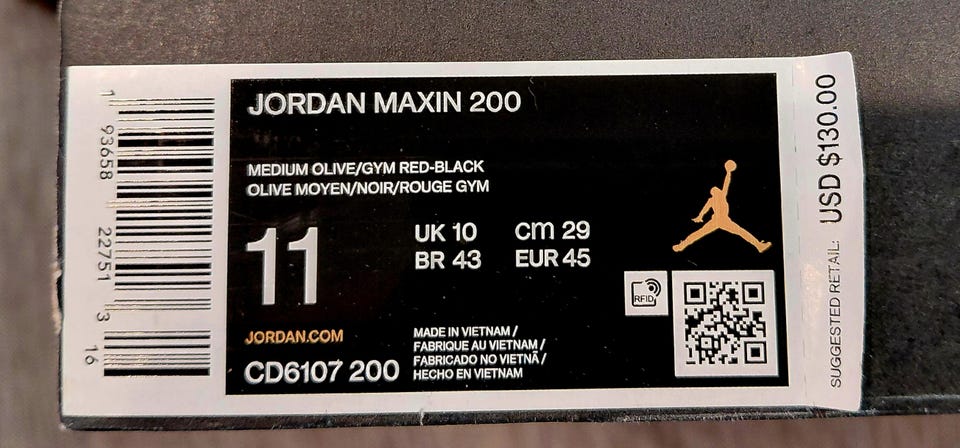 JORDAN MAXIN 200
MEDIUM OLIVE/GYM RED-BLACK
OLIVE MOYEN/NOIR/ROUGE GYM
11
UK 10
cm 29
BR 43
EUR 45
JORDAN.COM
CD6107 200
MADE IN VIETNAM /
FABRIQUE AU VIETNAM /
FABRICADO NO VIETNÃ /
HECHO EN VIETNAM
RFID
SUGGESTED RETAIL: USD $130.00
1 93658 22751 3 16